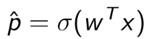 p̂ = σ(wᵀx)